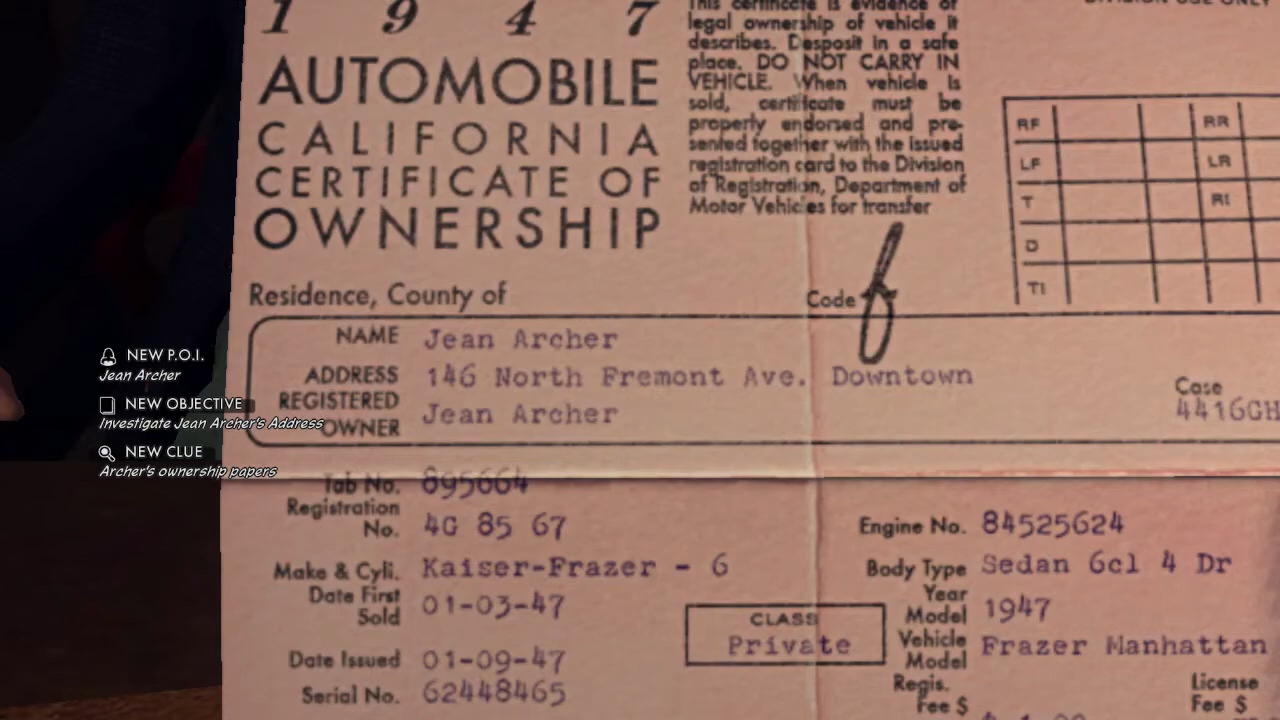 1 9 4 7
AUTOMOBILE
CALIFORNIA
CERTIFICATE OF
OWNERSHIP
This certificate is evidence of
legal ownership of vehicle it
describes. Desposit in a safe
place. DO NOT CARRY IN
VEHICLE. When vehicle is
sold, certificate must be
properly endorsed and pre-
sented together with the issued
registration card to the Division
of Registration, Department of
Motor Vehicles for transfer
DIVISION USE ONLY
RF RR
LF LR
T RI
D
TI
Residence, County of
Code
NAME Jean Archer
ADDRESS 146 North Fremont Ave. Downtown
REGISTERED
OWNER Jean Archer
Case
4416GH
NEW P.O.I.
Jean Archer
NEW OBJECTIVE
Investigate Jean Archer's Address
NEW CLUE
Archer's ownership papers
Tab No. 895664
Registration
No. 4G 85 67
Make & Cyli. Kaiser-Frazer - 6
Date First
Sold 01-03-47
Date Issued 01-09-47
Serial No. 62448465
CLASS
Private
Engine No. 84525624
Body Type Sedan 6cl 4 Dr
Year
Model 1947
Vehicle
Model Frazer Manhattan
Regis.
Fee $
License
Fee $